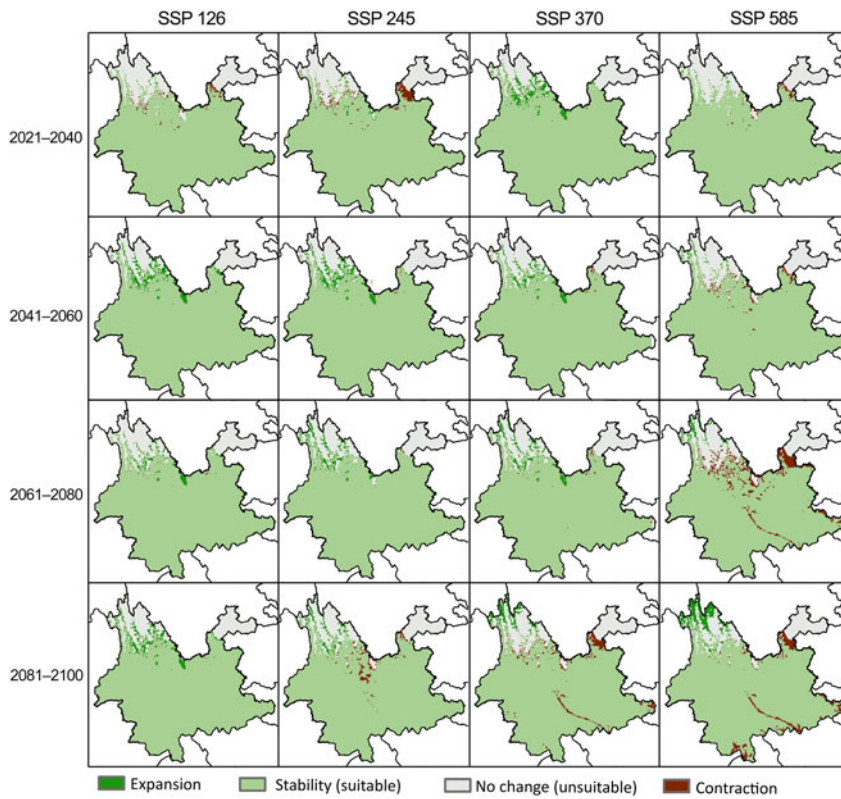 SSP 126 SSP 245 SSP 370 SSP 585
2021–2040
2041–2060
2061–2080
2081–2100
Expansion Stability (suitable) No change (unsuitable) Contraction